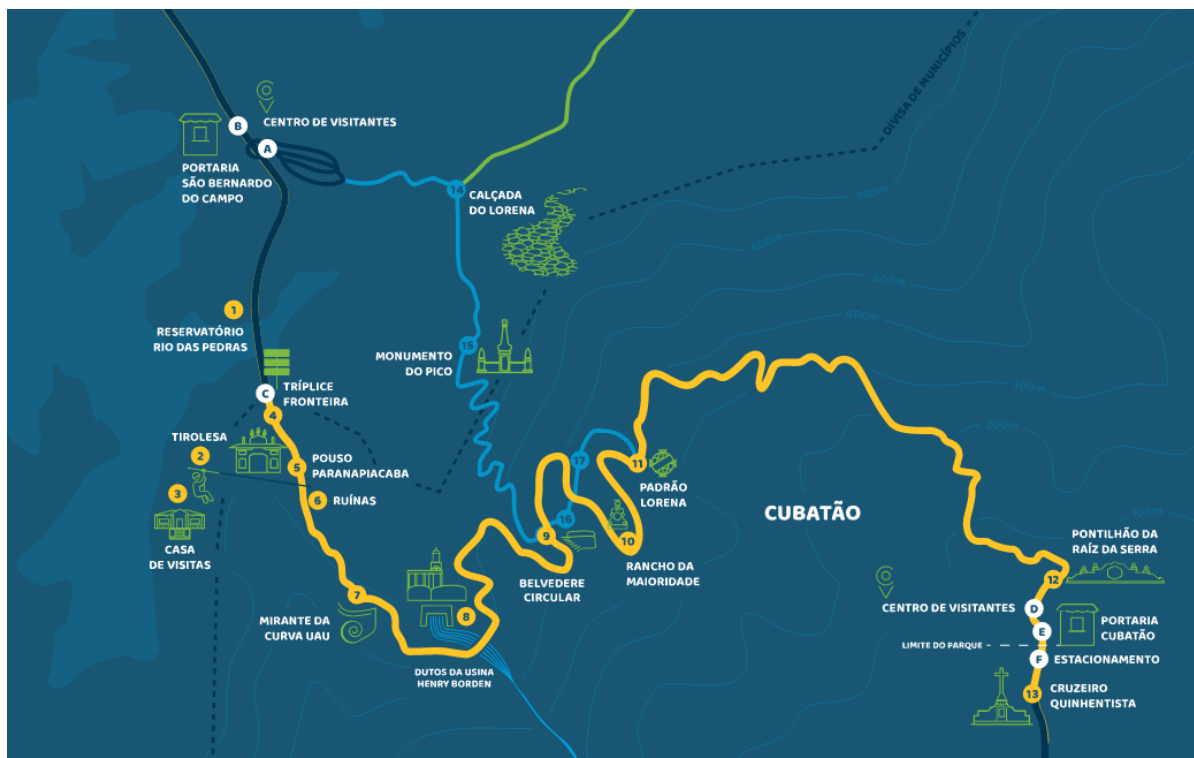 DIVISA DE MUNICÍPIOS
B
CENTRO DE VISITANTES
A
PORTARIA
SÃO BERNARDO
DO CAMPO
14
CALÇADA
DO LORENA
700m
600m
500m
400m
300m
200m
100m
1
RESERVATÓRIO
RIO DAS PEDRAS
15
MONUMENTO
DO PICO
C
TRÍPLICE
FRONTEIRA
4
TIROLESA
2
5
POUSO
PARANAPIACABA
3
6
RUÍNAS
CASA
DE VISITAS
17
11
PADRÃO
LORENA
16
9
10
CUBATÃO
RANCHO DA
MAIORIDADE
BELVEDERE
CIRCULAR
7
MIRANTE DA
CURVA UAU
8
DUTOS DA USINA
HENRY BORDEN
PONTILHÃO DA
RAÍZ DA SERRA
12
CENTRO DE VISITANTES
D
E
PORTARIA
CUBATÃO
LIMITE DO PARQUE
F
ESTACIONAMENTO
13
CRUZEIRO
QUINHENTISTA